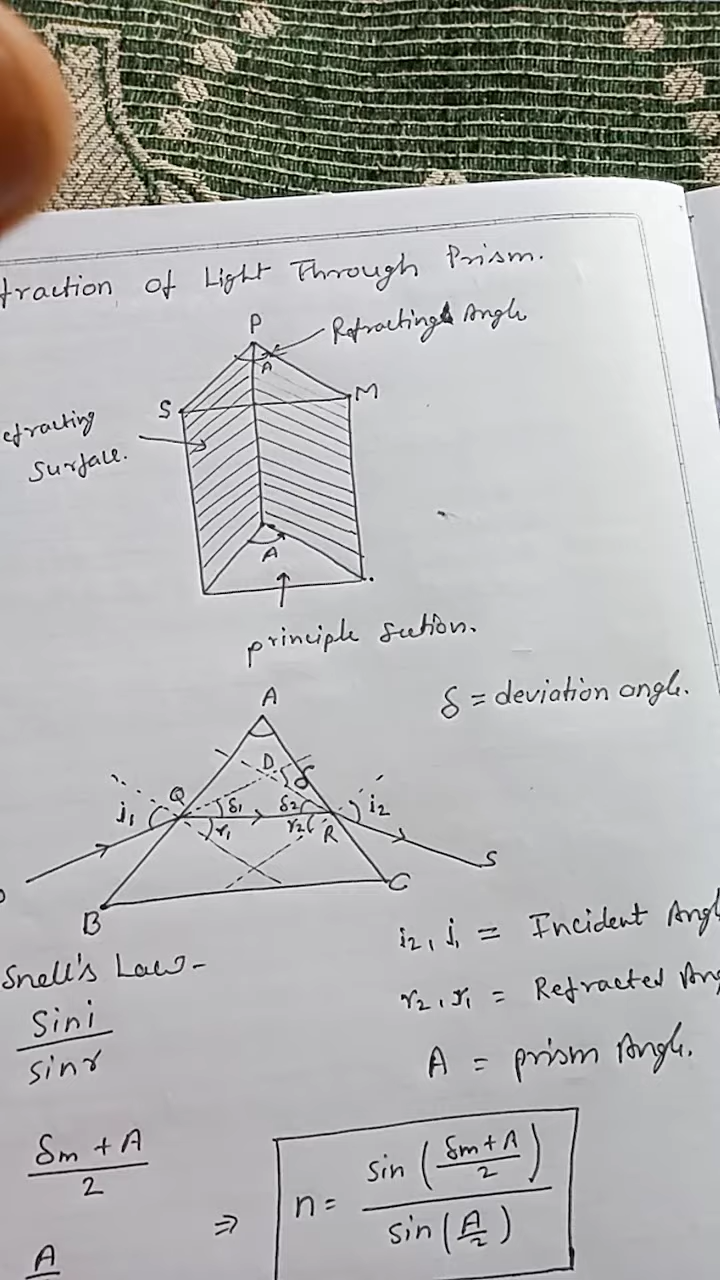 fraction of Light Through Prism.
P
Refracting Angle
A
S
M
efracting
Surface.
A
principle Section.
A
δ = deviation angle.
D
δ
Q
i₁
δ₁
δ₂
i₂
r₁
r₂
R
S
C
B
i₂, i₁ = Incident Angl
Snell's Law-
r₂, r₁ = Refracted An
sin i
sin r
A = prism Angle.
δm + A
2
⇒ n = sin (δm + A / 2) / sin (A / 2)
A